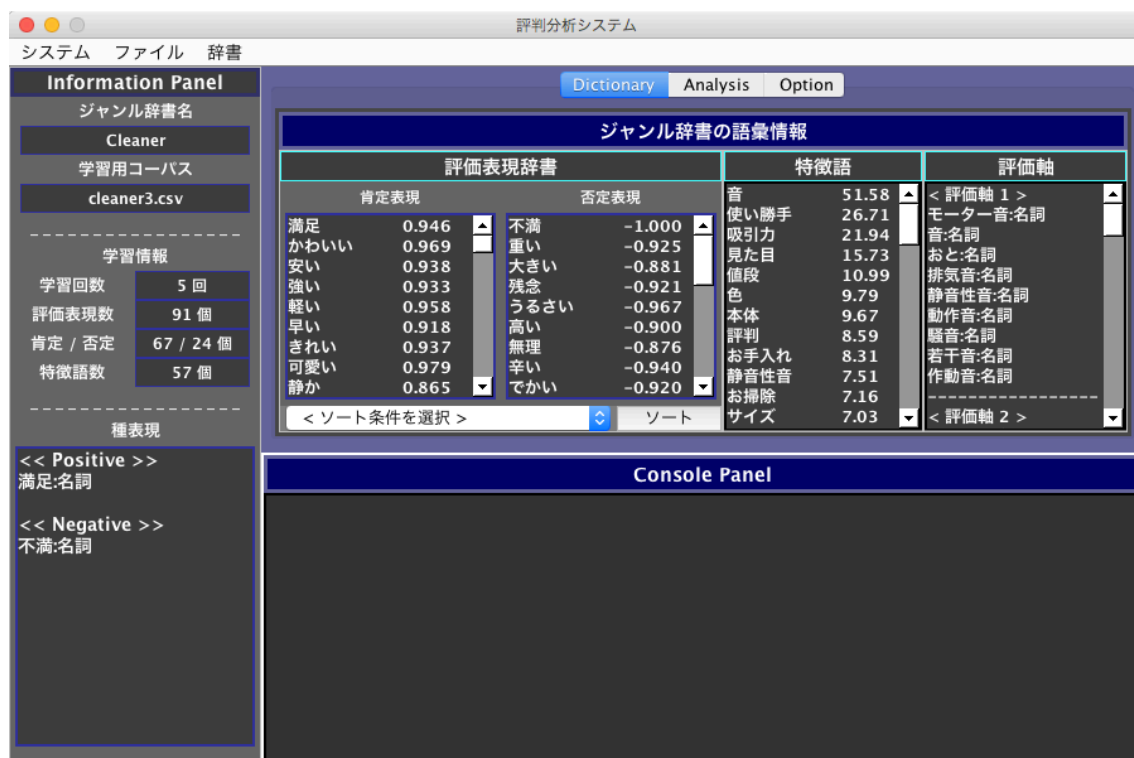 評判分析システム
システム ファイル 辞書
Information Panel
ジャンル辞書名
Cleaner
学習用コーパス
cleaner3.csv
------------------
学習情報
学習回数 5 回
評価表現数 91 個
肯定 / 否定 67 / 24 個
特徴語数 57 個
------------------
種表現
<< Positive >>
満足:名詞
<< Negative >>
不満:名詞
Dictionary Analysis Option
ジャンル辞書の語彙情報
評価表現辞書
肯定表現
満足 0.946
かわいい 0.969
安い 0.938
強い 0.933
軽い 0.958
早い 0.918
きれい 0.937
可愛い 0.979
静か 0.865
否定表現
不満 -1.000
重い -0.925
大きい -0.881
残念 -0.921
うるさい -0.967
高い -0.900
無理 -0.876
辛い -0.940
でかい -0.920
< ソート条件を選択 > ソート
特徴語
音 51.58
使い勝手 26.71
吸引力 21.94
見た目 15.73
値段 10.99
色 9.79
本体 9.67
評判 8.59
お手入れ 8.31
静音性音 7.51
お掃除 7.16
サイズ 7.03
評価軸
< 評価軸 1 >
モーター音:名詞
音:名詞
おと:名詞
排気音:名詞
静音性音:名詞
動作音:名詞
騒音:名詞
若干音:名詞
作動音:名詞
-----------------
< 評価軸 2 >
Console Panel